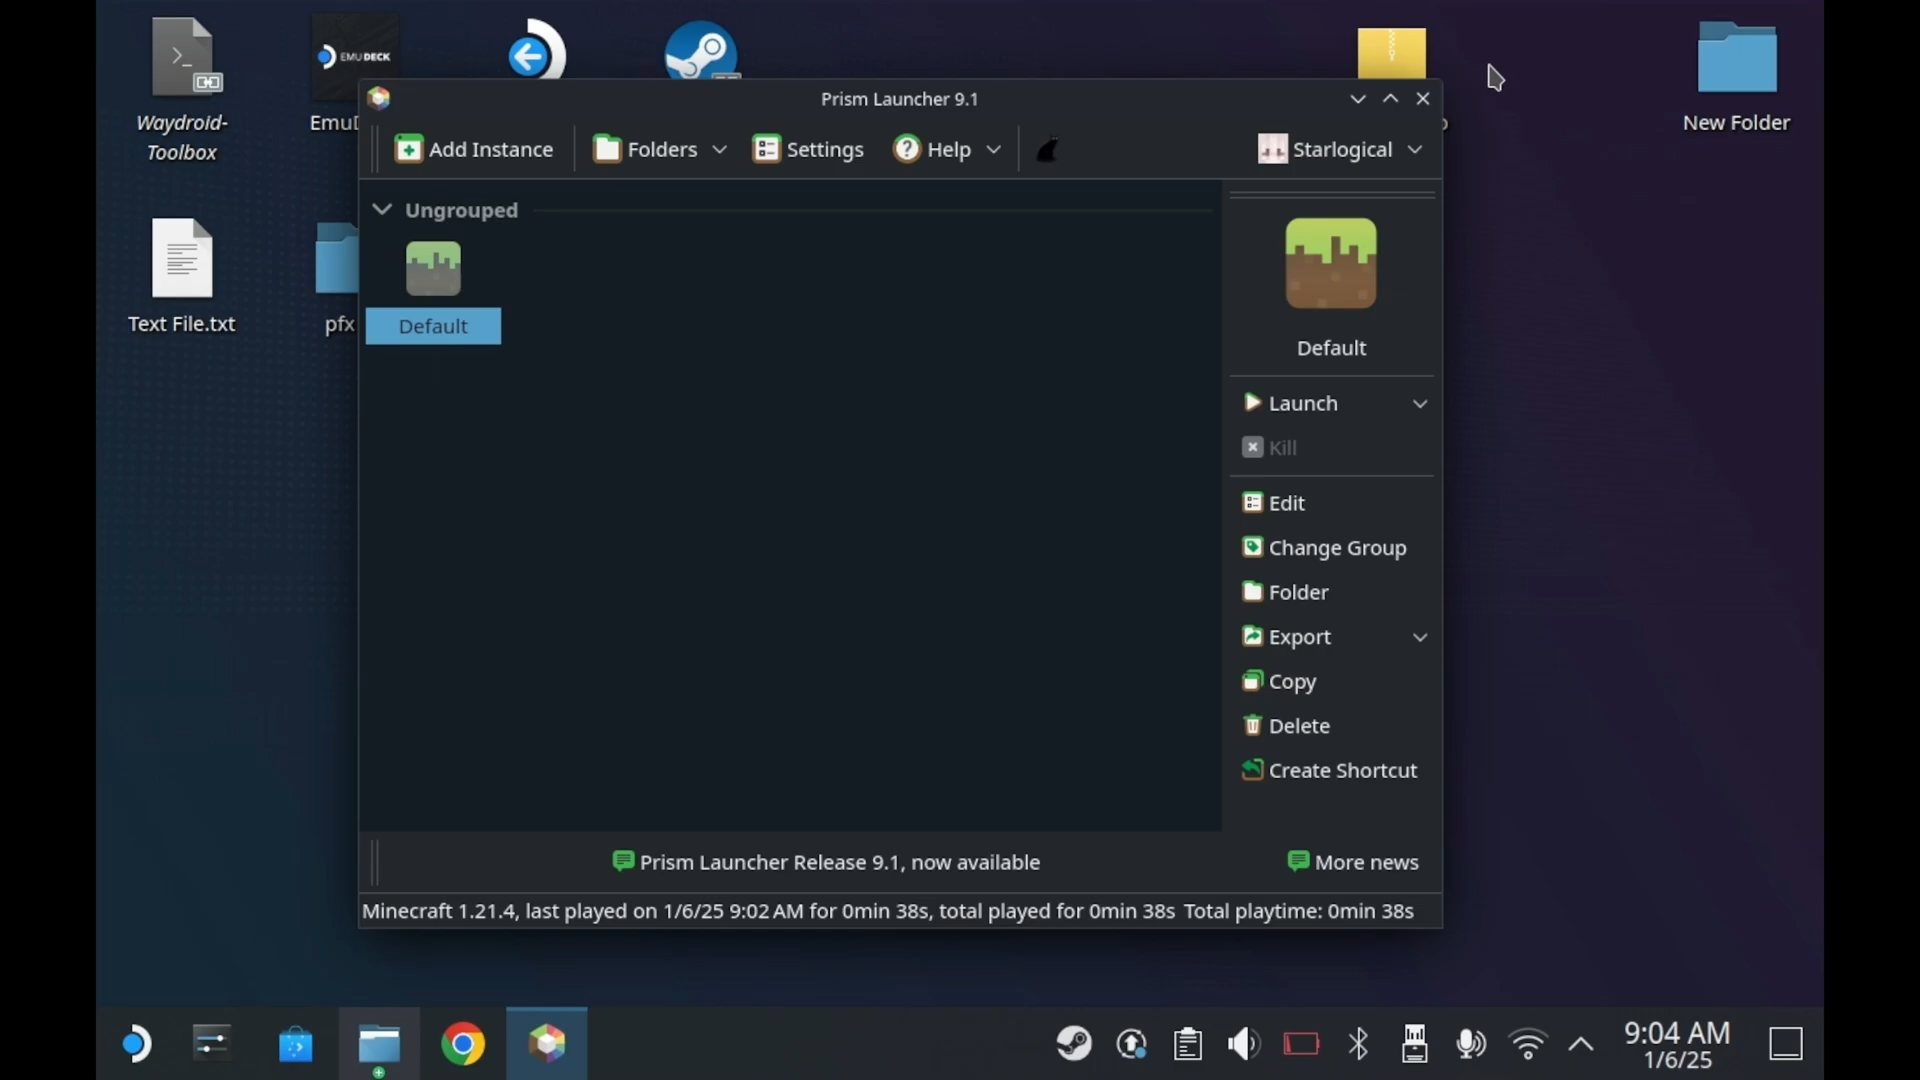 EMUDECK
Waydroid-
Toolbox
New Folder
Text File.txt
pfx
Prism Launcher 9.1
Add Instance
Folders
Settings
Help
Starlogical
Ungrouped
Default
Default
Launch
Kill
Edit
Change Group
Folder
Export
Copy
Delete
Create Shortcut
Prism Launcher Release 9.1, now available
More news
Minecraft 1.21.4, last played on 1/6/25 9:02 AM for 0min 38s, total played for 0min 38s Total playtime: 0min 38s
9:04 AM
1/6/25